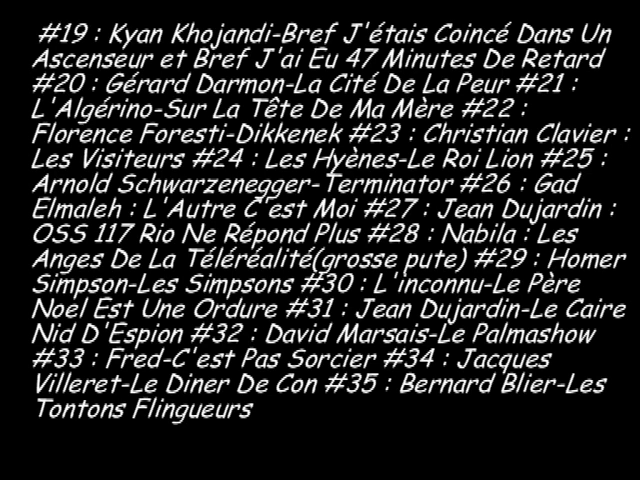 #19 : Kyan Khojandi-Bref J'étais Coincé Dans Un
Ascenseur et Bref J'ai Eu 47 Minutes De Retard
#20 : Gérard Darmon-La Cité De La Peur #21 :
L'Algérino-Sur La Tête De Ma Mère #22 :
Florence Foresti-Dikkenek #23 : Christian Clavier :
Les Visiteurs #24 : Les Hyènes-Le Roi Lion #25 :
Arnold Schwarzenegger-Terminator #26 : Gad
Elmaleh : L'Autre C'est Moi #27 : Jean Dujardin :
OSS 117 Rio Ne Répond Plus #28 : Nabila : Les
Anges De La Téléréalité(grosse pute) #29 : Homer
Simpson-Les Simpsons #30 : L'inconnu-Le Père
Noel Est Une Ordure #31 : Jean Dujardin-Le Caire
Nid D'Espion #32 : David Marsais-Le Palmashow
#33 : Fred-C'est Pas Sorcier #34 : Jacques
Villeret-Le Diner De Con #35 : Bernard Blier-Les
Tontons Flingueurs